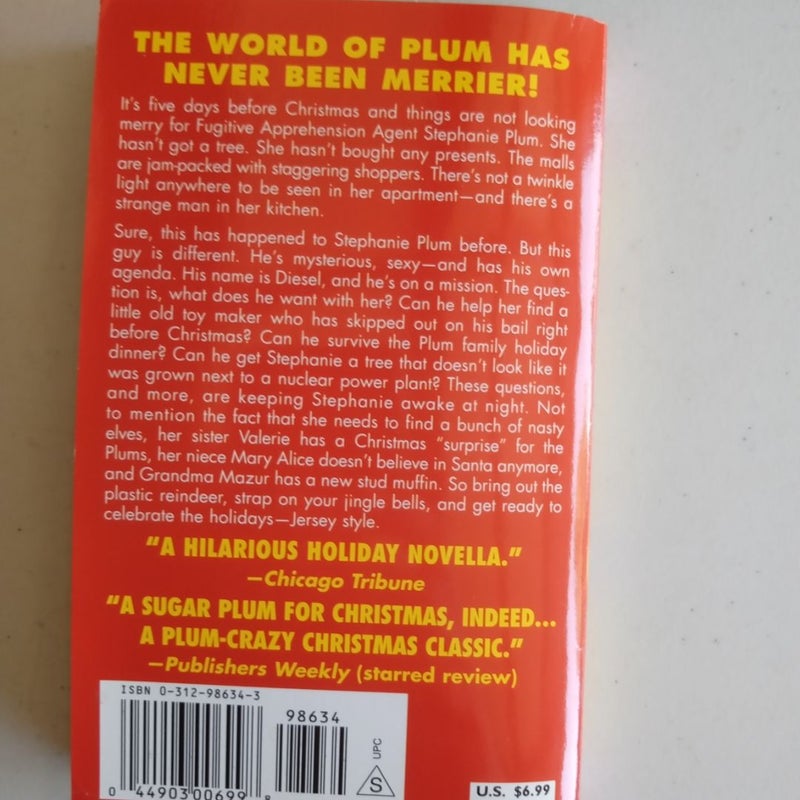 THE WORLD OF PLUM HAS
NEVER BEEN MERRIER!
It's five days before Christmas and things are not looking
merry for Fugitive Apprehension Agent Stephanie Plum. She
hasn't got a tree. She hasn't bought any presents. The malls
are jam-packed with staggering shoppers. There's not a twinkle
light anywhere to be seen in her apartment—and there's a
strange man in her kitchen.
Sure, this has happened to Stephanie Plum before. But this
guy is different. He's mysterious, sexy—and has his own
agenda. His name is Diesel, and he's on a mission. The ques-
tion is, what does he want with her? Can he help her find a
little old toy maker who has skipped out on his bail right
before Christmas? Can he survive the Plum family holiday
dinner? Can he get Stephanie a tree that doesn't look like it
was grown next to a nuclear power plant? These questions,
and more, are keeping Stephanie awake at night. Not
to mention the fact that she needs to find a bunch of nasty
elves, her sister Valerie has a Christmas "surprise" for the
Plums, her niece Mary Alice doesn't believe in Santa anymore,
and Grandma Mazur has a new stud muffin. So bring out the
plastic reindeer, strap on your jingle bells, and get ready to
celebrate the holidays—Jersey style.
"A HILARIOUS HOLIDAY NOVELLA."
—Chicago Tribune
"A SUGAR PLUM FOR CHRISTMAS, INDEED...
A PLUM-CRAZY CHRISTMAS CLASSIC."
—Publishers Weekly (starred review)
ISBN 0-312-98634-3
98634
UPC
S
0 44903 00699 8
U.S. $6.99